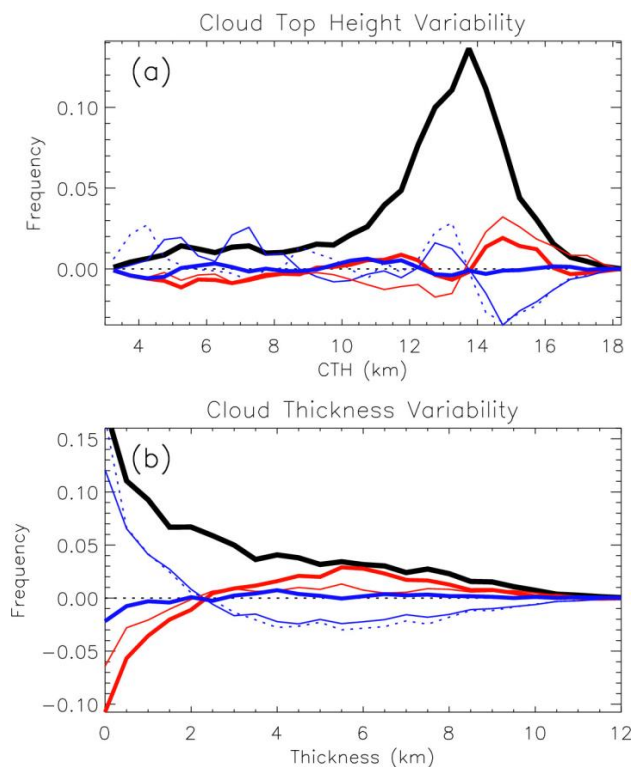 Cloud Top Height Variability
(a)
Frequency
0.10
0.05
0.00
4 6 8 10 12 14 16 18
CTH (km)
Cloud Thickness Variability
(b)
Frequency
0.15
0.10
0.05
0.00
-0.05
-0.10
0 2 4 6 8 10 12
Thickness (km)